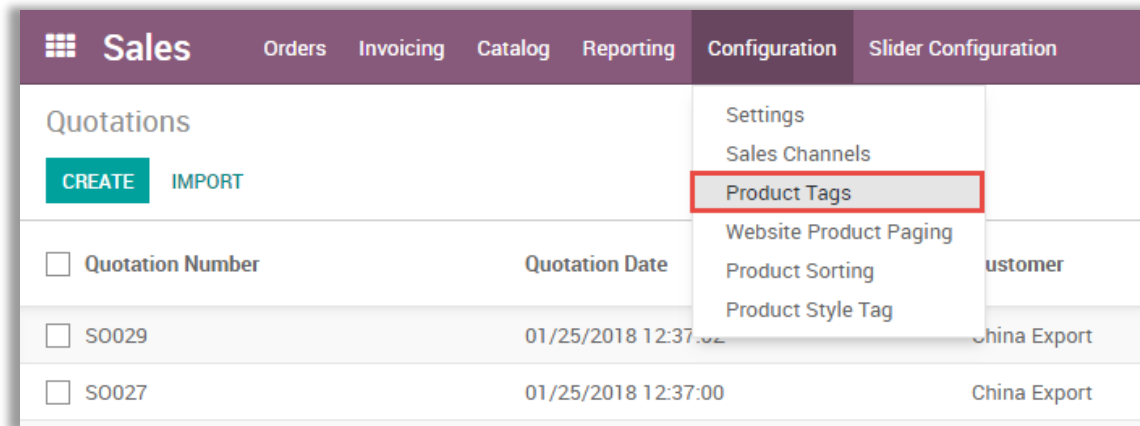 Sales Orders Invoicing Catalog Reporting Configuration Slider Configuration
Quotations
Settings
Sales Channels
CREATE IMPORT
Product Tags
Website Product Paging
Quotation Number Quotation Date ustomer
Product Sorting
Product Style Tag
SO029 01/25/2018 12:37:02 China Export
SO027 01/25/2018 12:37:00 China Export